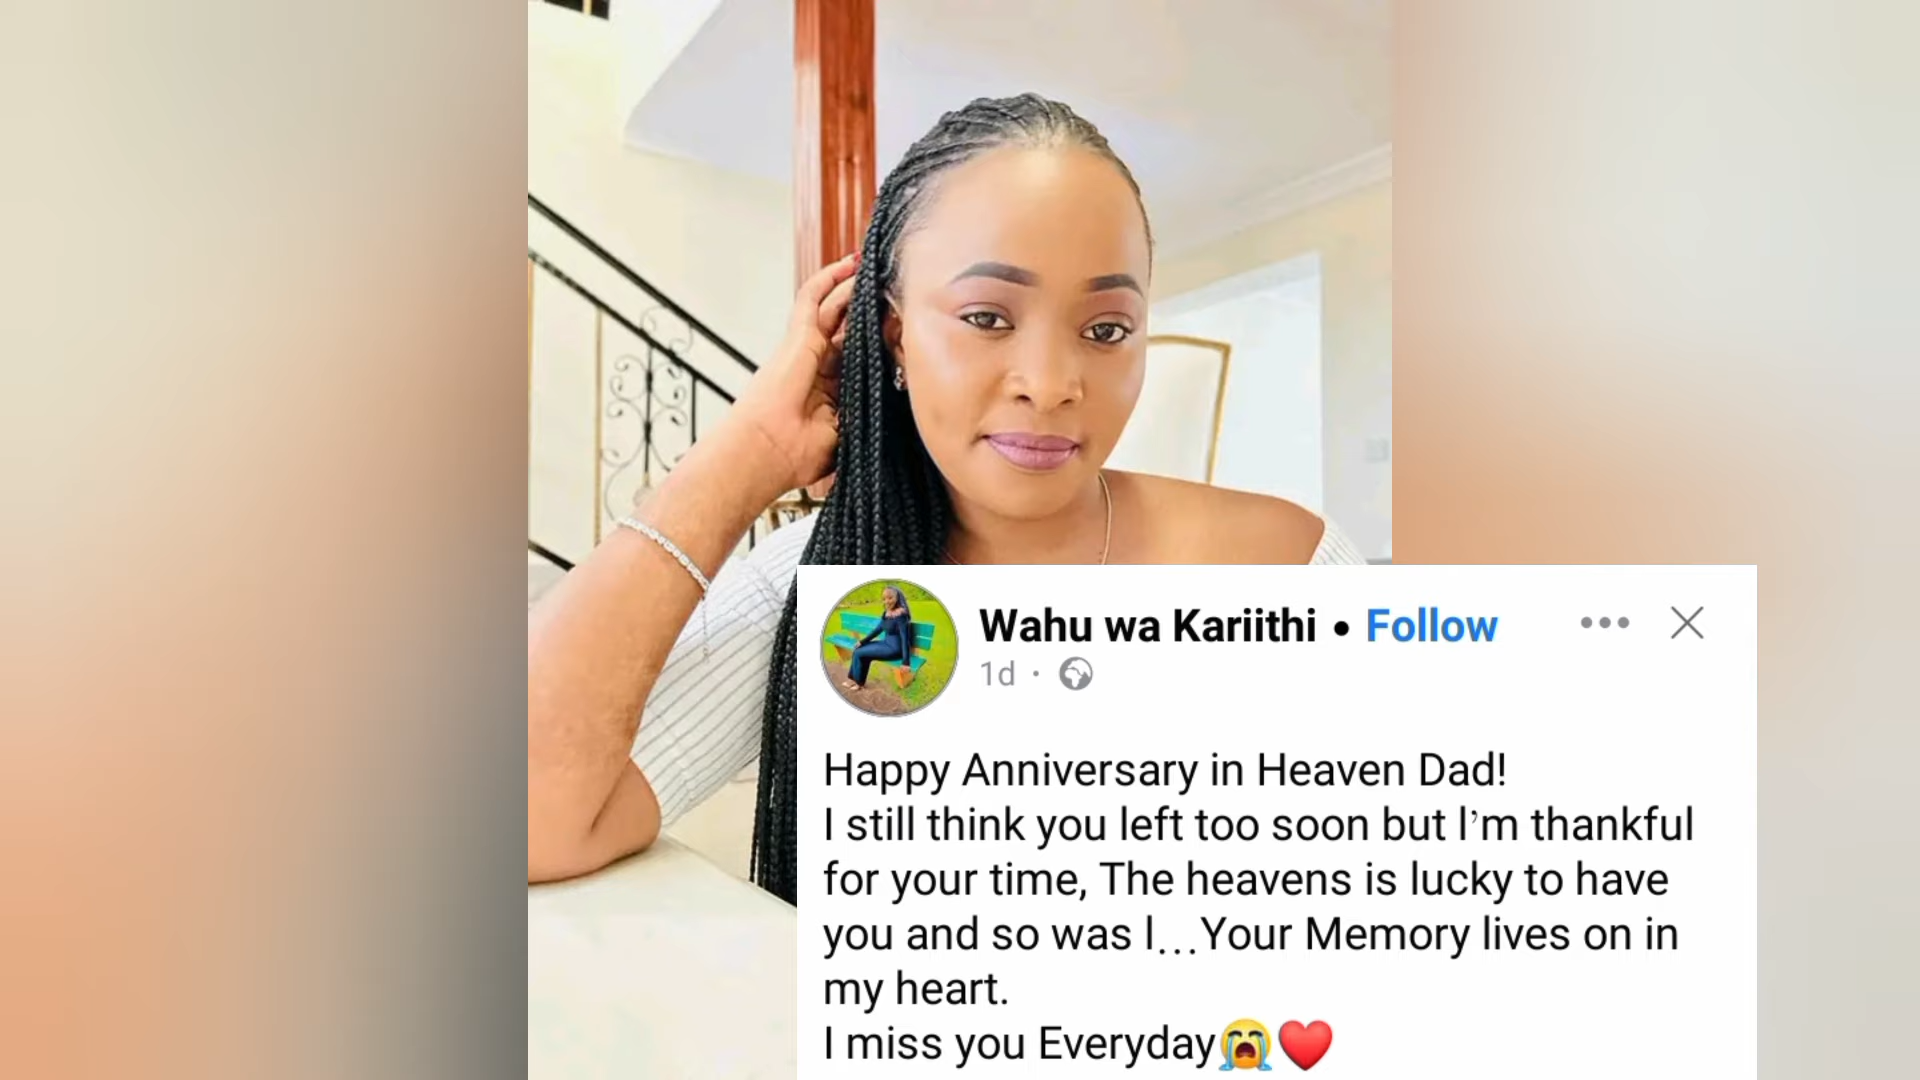 Wahu wa Kariithi • Follow
1d ·
Happy Anniversary in Heaven Dad!
I still think you left too soon but l’m thankful
for your time, The heavens is lucky to have
you and so was l…Your Memory lives on in
my heart.
I miss you Everyday😭❤️